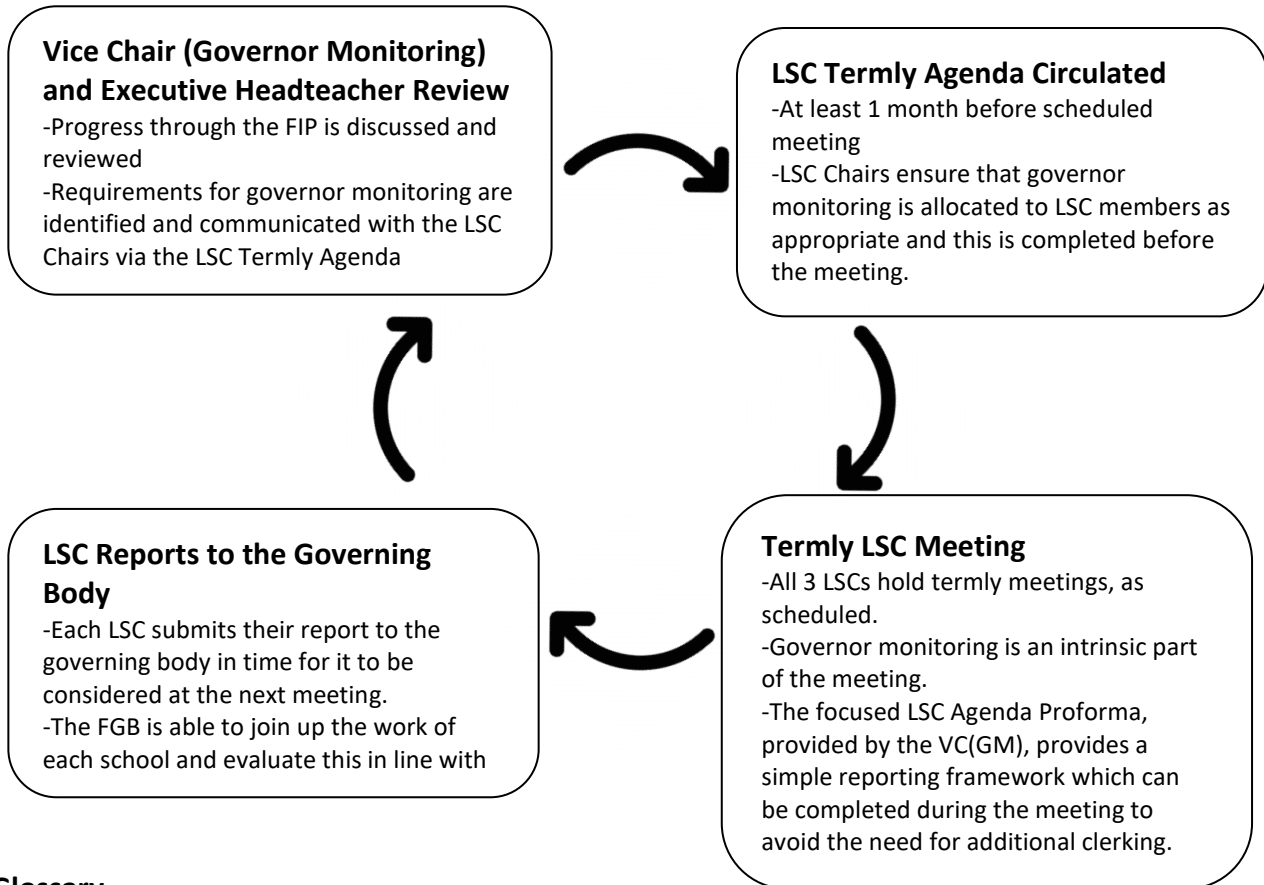 Vice Chair (Governor Monitoring)
and Executive Headteacher Review
-Progress through the FIP is discussed and
reviewed
-Requirements for governor monitoring are
identified and communicated with the LSC
Chairs via the LSC Termly Agenda
LSC Termly Agenda Circulated
-At least 1 month before scheduled
meeting
-LSC Chairs ensure that governor
monitoring is allocated to LSC members as
appropriate and this is completed before
the meeting.
Termly LSC Meeting
-All 3 LSCs hold termly meetings, as
scheduled.
-Governor monitoring is an intrinsic part
of the meeting.
-The focused LSC Agenda Proforma,
provided by the VC(GM), provides a
simple reporting framework which can
be completed during the meeting to
avoid the need for additional clerking.
LSC Reports to the Governing
Body
-Each LSC submits their report to the
governing body in time for it to be
considered at the next meeting.
-The FGB is able to join up the work of
each school and evaluate this in line with
Glossary